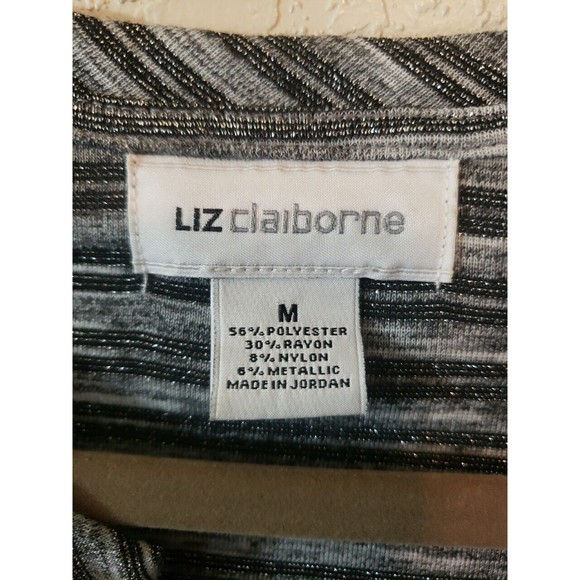 LIZ claiborne
M
56% POLYESTER
30% RAYON
8% NYLON
6% METALLIC
MADE IN JORDAN